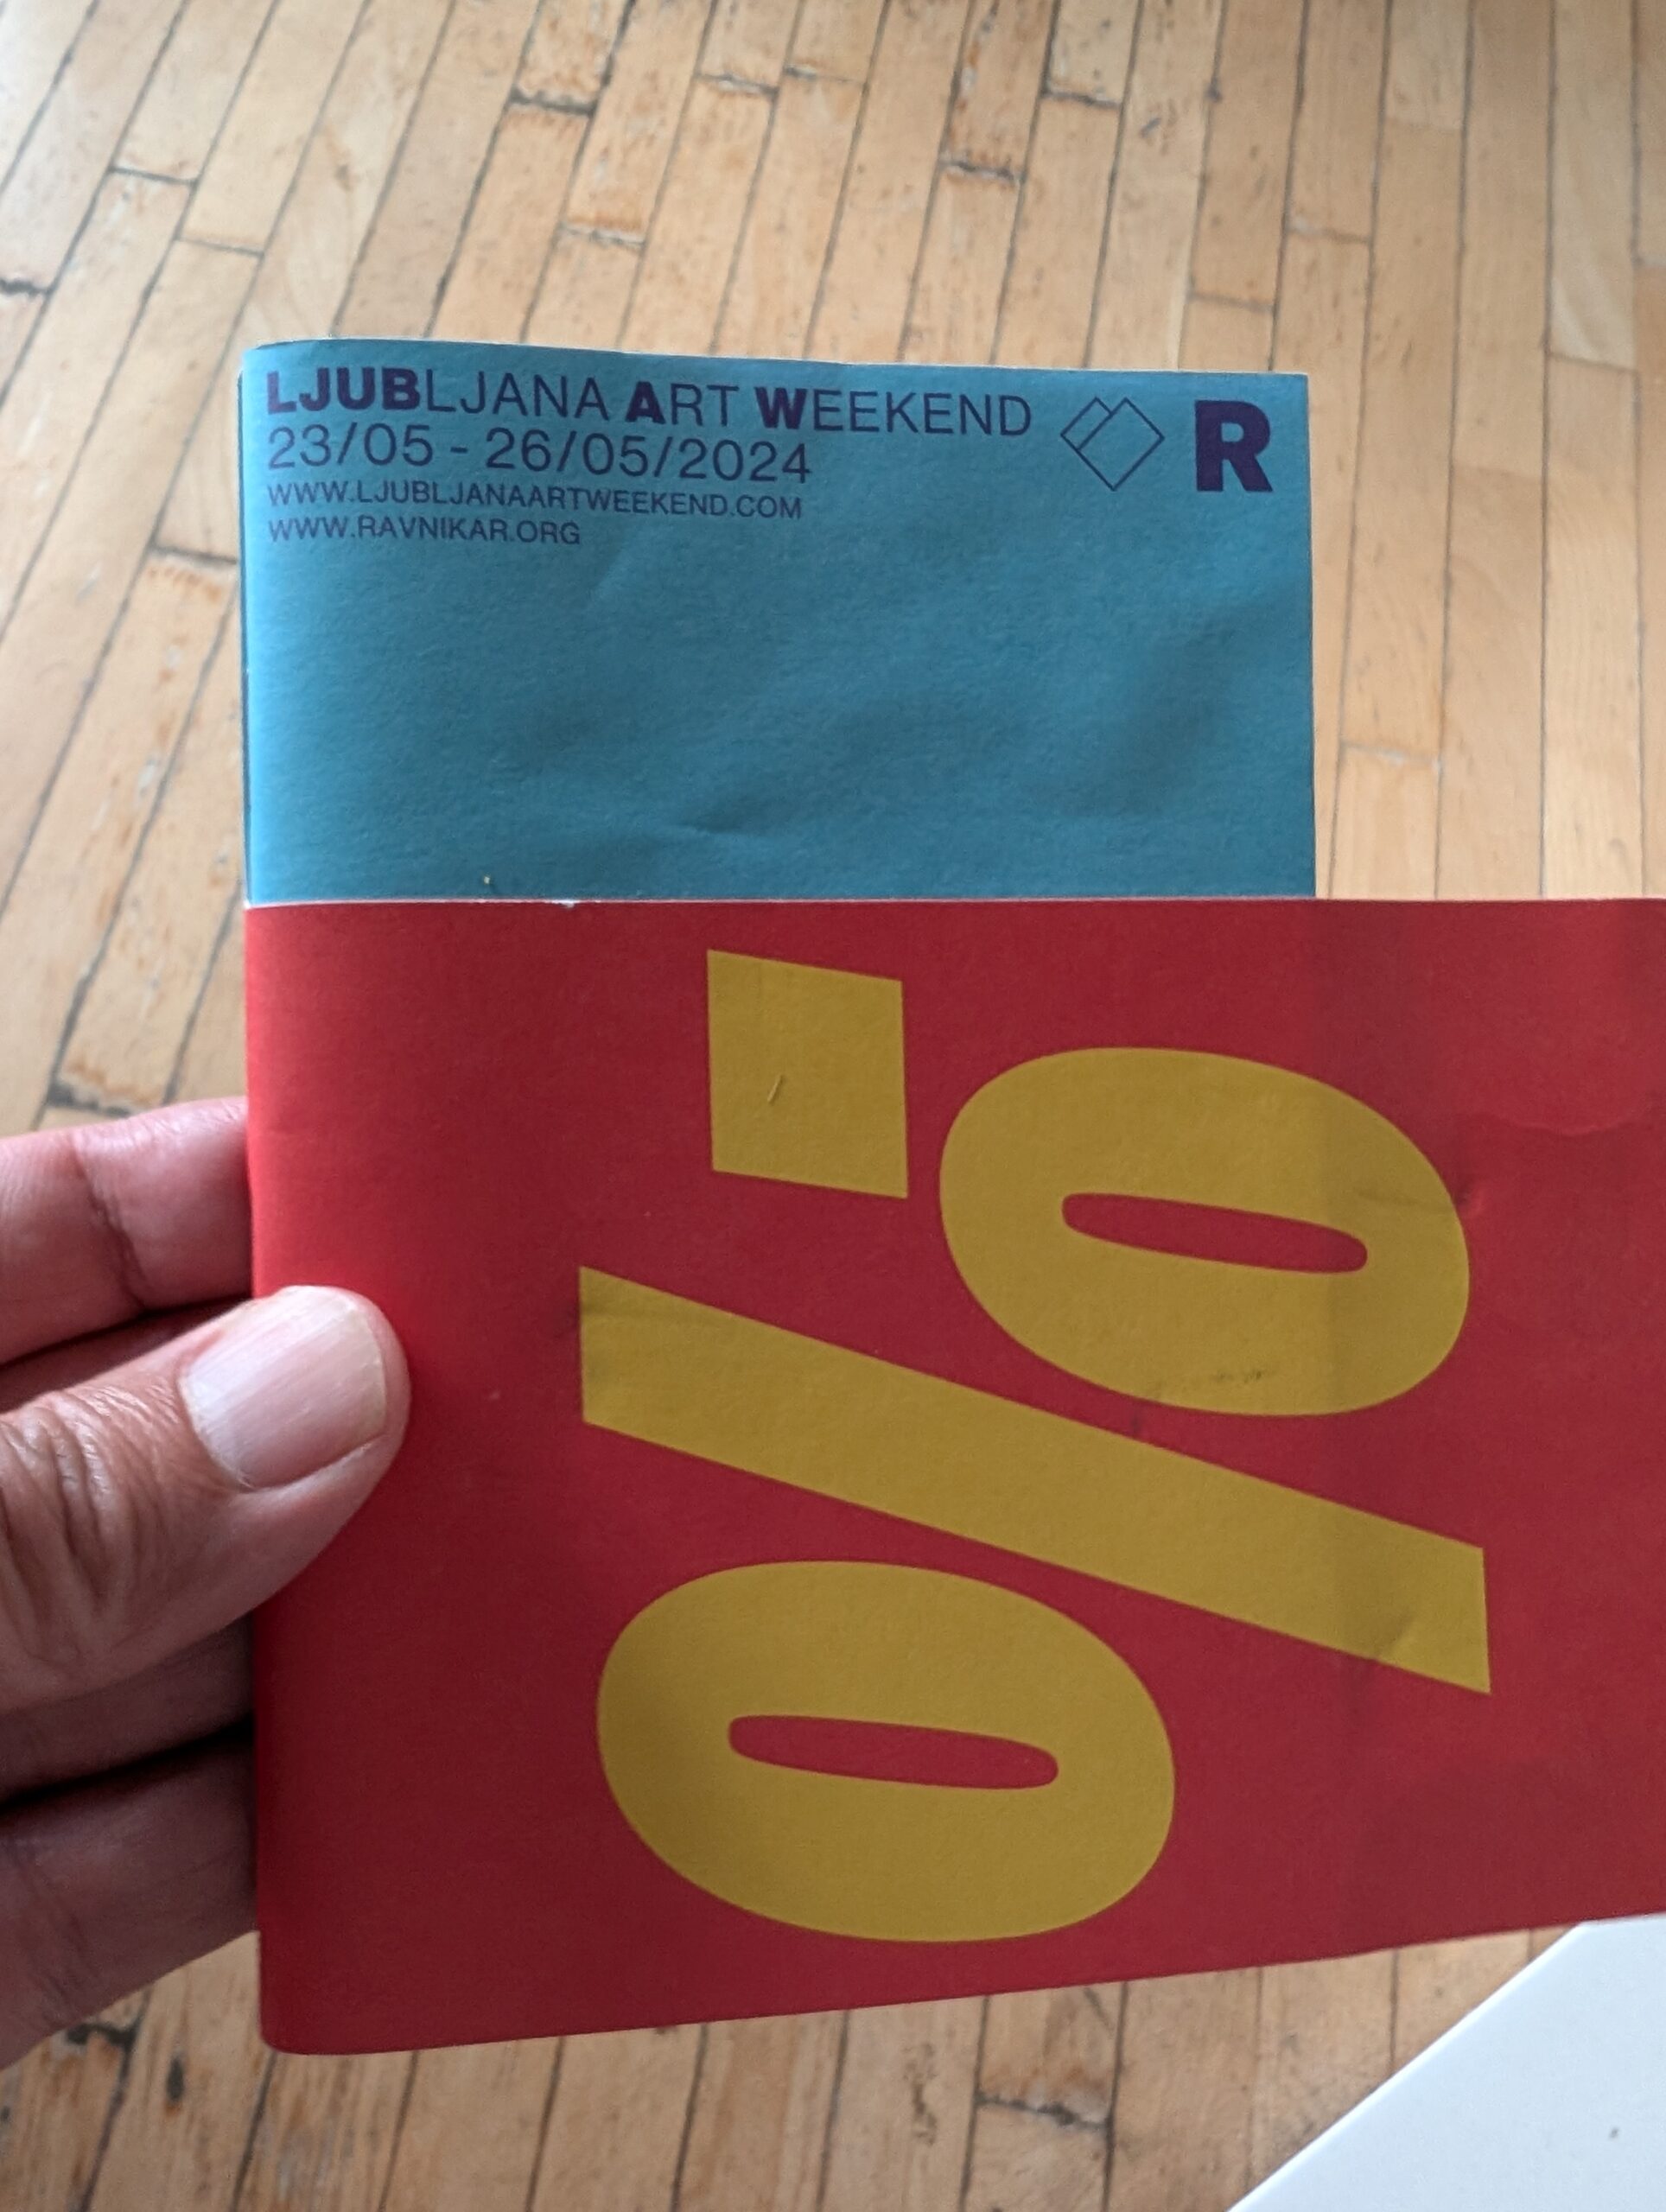 LJUBLJANA ART WEEKEND R
23/05 - 26/05/2024
WWW.LJUBLJANAARTWEEKEND.COM
WWW.RAVNIKAR.ORG
-%